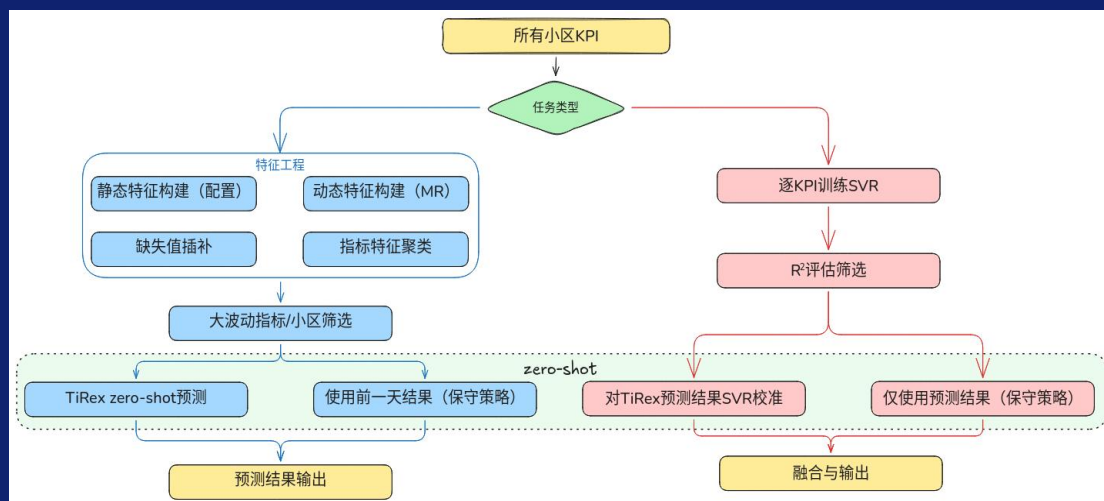 所有小区KPI
任务类型
特征工程
静态特征构建（配置）
动态特征构建（MR）
缺失值插补
指标特征聚类
大波动指标/小区筛选
逐KPI训练SVR
R²评估筛选
zero-shot
TiRex zero-shot预测
使用前一天结果（保守策略）
对TiRex预测结果SVR校准
仅使用预测结果（保守策略）
预测结果输出
融合与输出